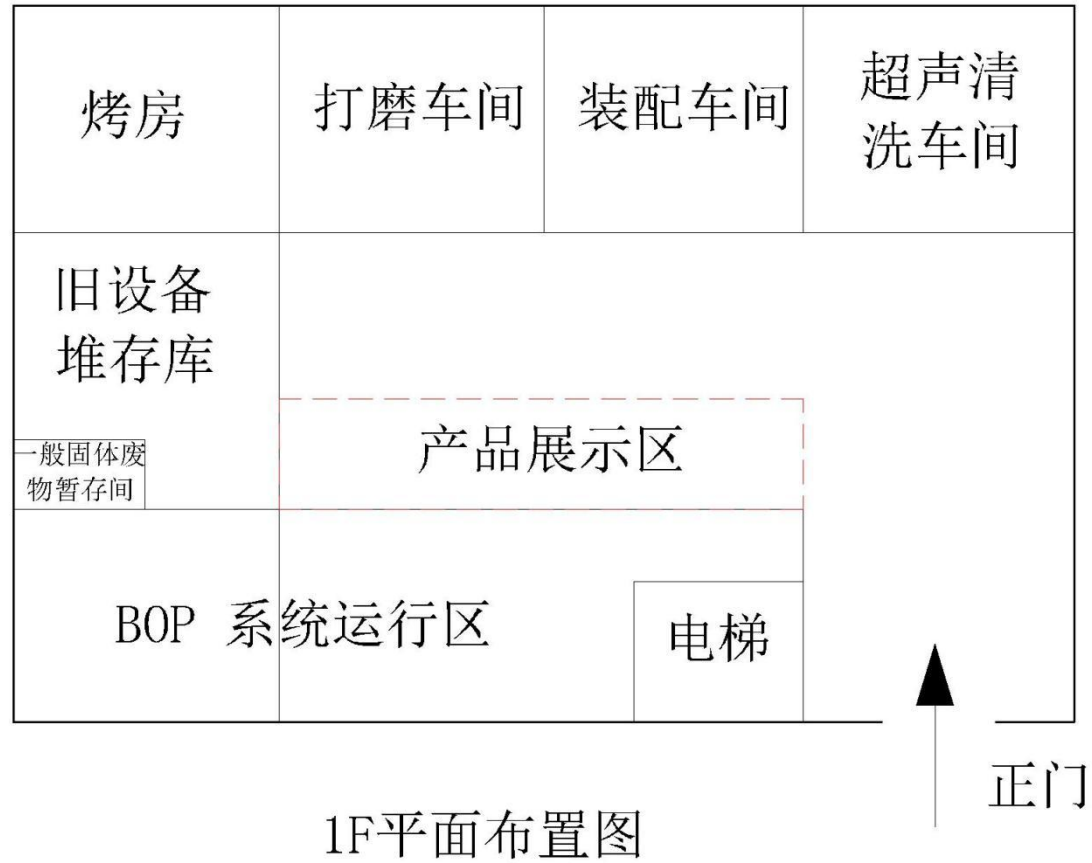 烤房
打磨车间
装配车间
超声清
洗车间
旧设备
堆存库
一般固体废
物暂存间
产品展示区
BOP 系统运行区
电梯
正门
1F平面布置图